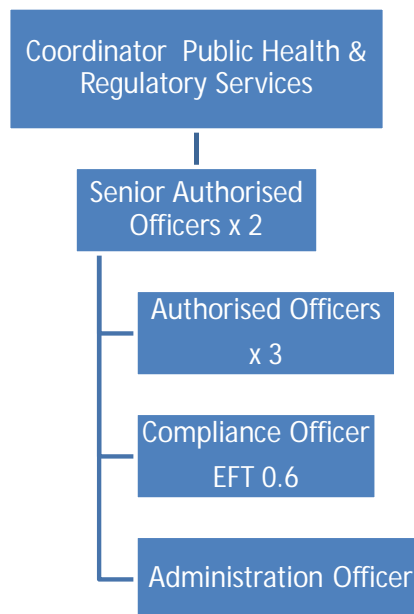 Coordinator Public Health &
Regulatory Services
Senior Authorised
Officers x 2
Authorised Officers
x 3
Compliance Officer
EFT 0.6
Administration Officer